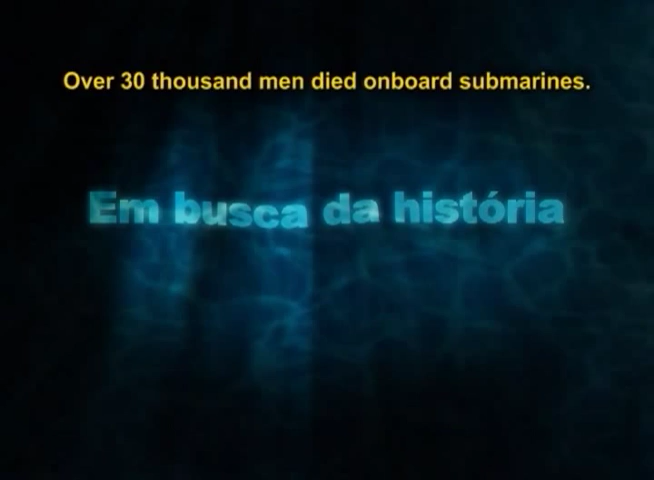 Over 30 thousand men died onboard submarines.
Em busca da história